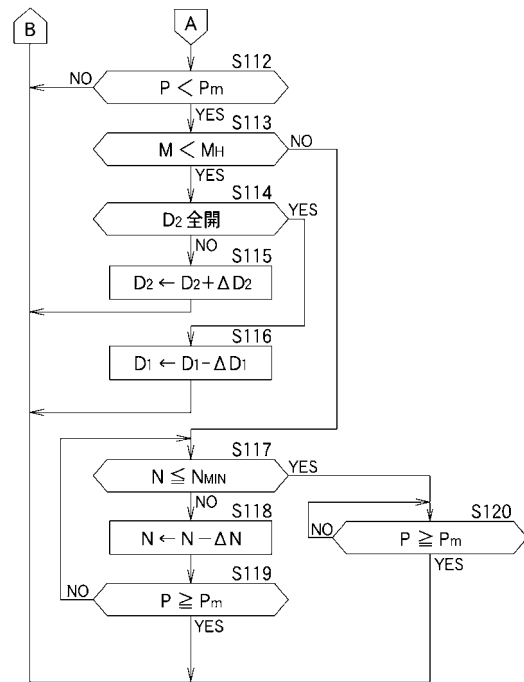 B
A
S112
NO
P < Pm
YES
S113
NO
M < MH
YES
S114
YES
D2 全開
NO
S115
D2 ← D2 + ΔD2
S116
D1 ← D1 - ΔD1
S117
N ≦ NMIN
YES
NO
S118
S120
N ← N - ΔN
NO
P ≧ Pm
S119
NO
P ≧ Pm
YES
YES